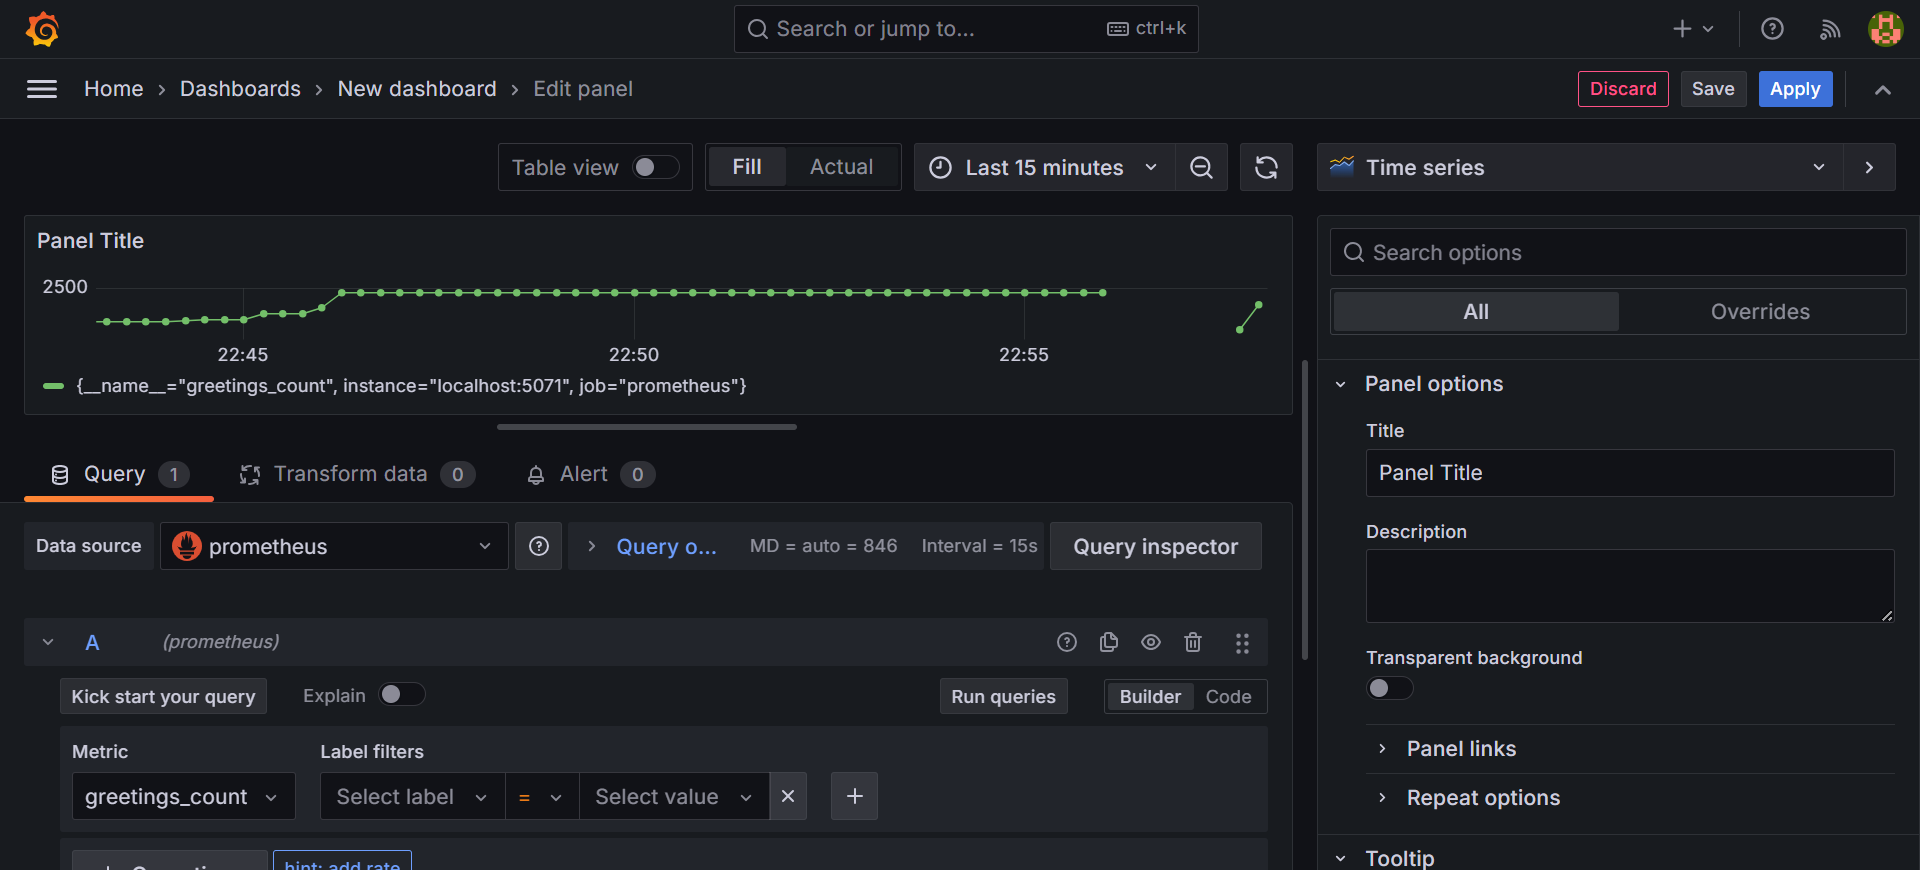 Search or jump to... ctrl+k
Home › Dashboards › New dashboard › Edit panel
Discard Save Apply
Table view Fill Actual Last 15 minutes
Time series
Panel Title
2500
22:45 22:50 22:55
{__name__="greetings_count", instance="localhost:5071", job="prometheus"}
Query 1 Transform data 0 Alert 0
Data source prometheus Query o... MD = auto = 846 Interval = 15s Query inspector
A (prometheus)
Kick start your query Explain Run queries Builder Code
Metric Label filters
greetings_count Select label = Select value
hint: add rate
Search options
All Overrides
Panel options
Title
Panel Title
Description
Transparent background
Panel links
Repeat options
Tooltip